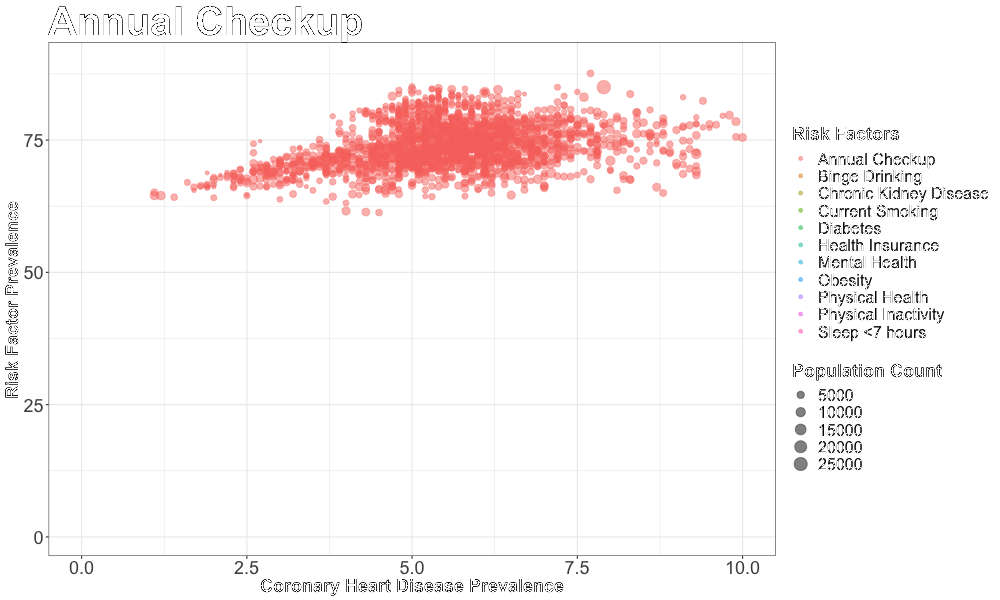 Annual Checkup
Risk Factor Prevalence
75
50
25
0
0.0 2.5 5.0 7.5 10.0
Coronary Heart Disease Prevalence
Risk Factors
Annual Checkup
Binge Drinking
Chronic Kidney Disease
Current Smoking
Diabetes
Health Insurance
Mental Health
Obesity
Physical Health
Physical Inactivity
Sleep <7 hours
Population Count
5000
10000
15000
20000
25000